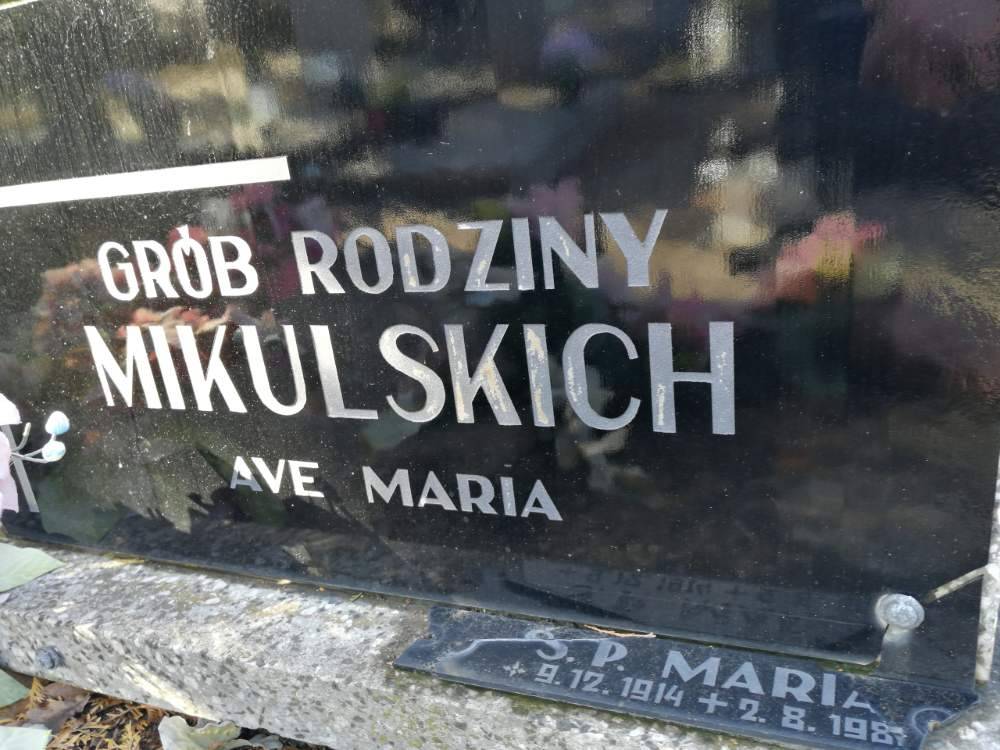 GRÓB RODZINY
MIKULSKICH
AVE MARIA
Ś. P. MARIA
+ 9.12.1914 + 2.8.198